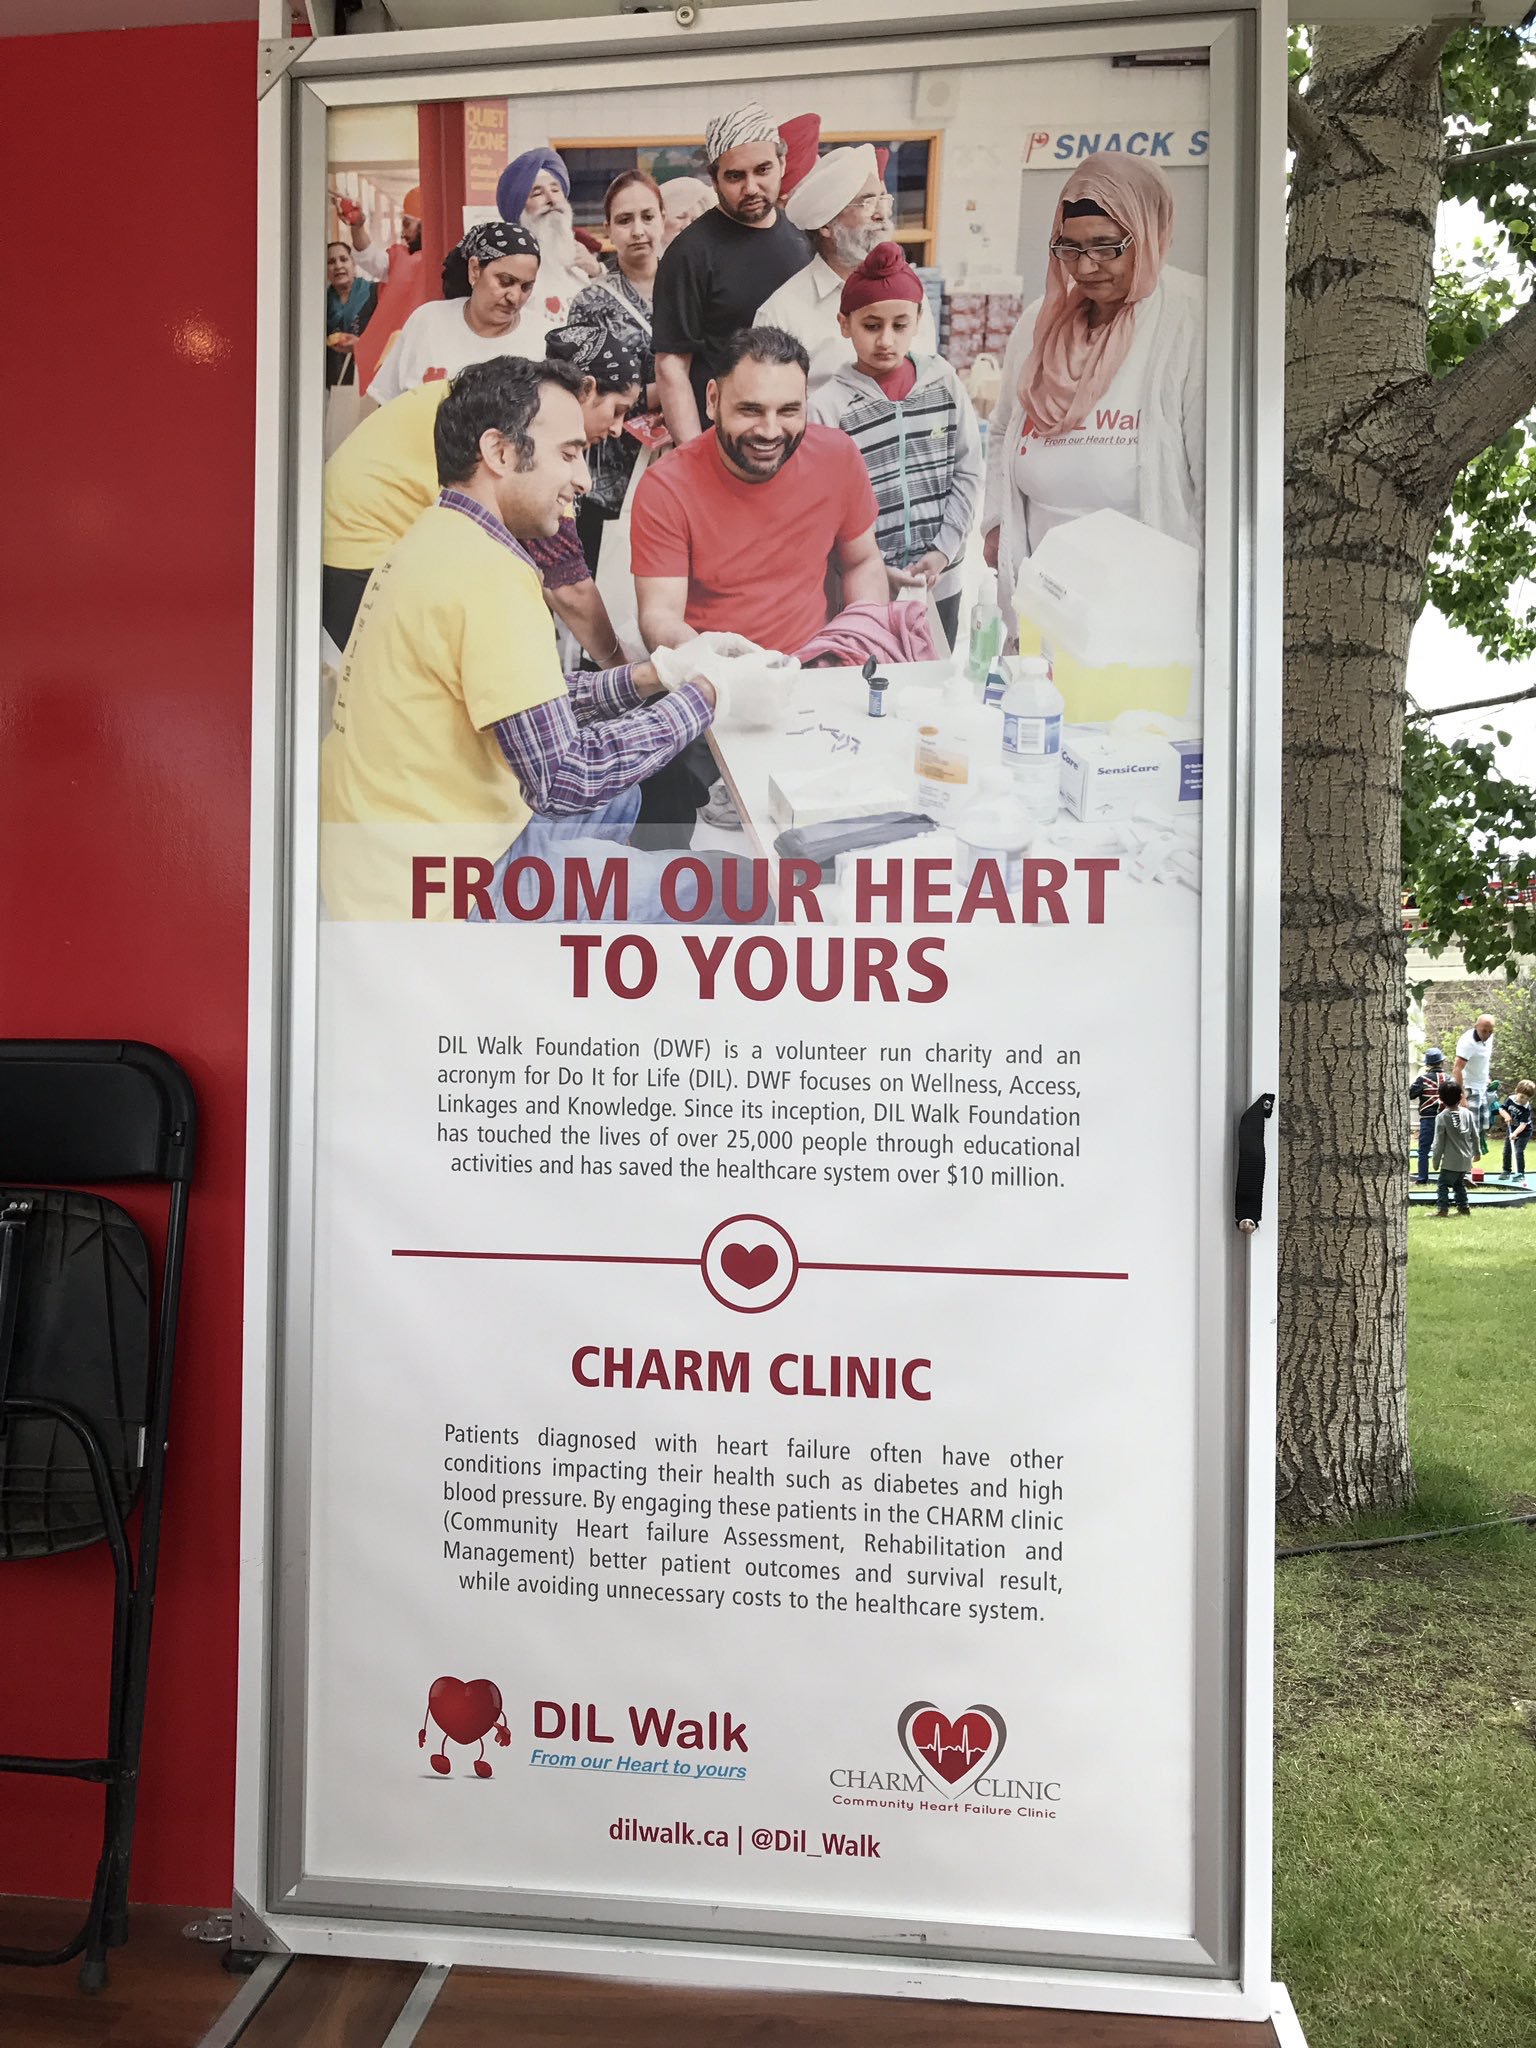 QUIET
ZONE
while
SNACK S
L Wal
From our Heart to yo
Care
SensiCare
FROM OUR HEART
TO YOURS
DIL Walk Foundation (DWF) is a volunteer run charity and an
acronym for Do It for Life (DIL). DWF focuses on Wellness, Access,
Linkages and Knowledge. Since its inception, DIL Walk Foundation
has touched the lives of over 25,000 people through educational
activities and has saved the healthcare system over $10 million.
CHARM CLINIC
Patients diagnosed with heart failure often have other
conditions impacting their health such as diabetes and high
blood pressure. By engaging these patients in the CHARM clinic
(Community Heart failure Assessment, Rehabilitation and
Management) better patient outcomes and survival result,
while avoiding unnecessary costs to the healthcare system.
DIL Walk
From our Heart to yours
CHARM CLINIC
Community Heart Failure Clinic
dilwalk.ca | @Dil_Walk